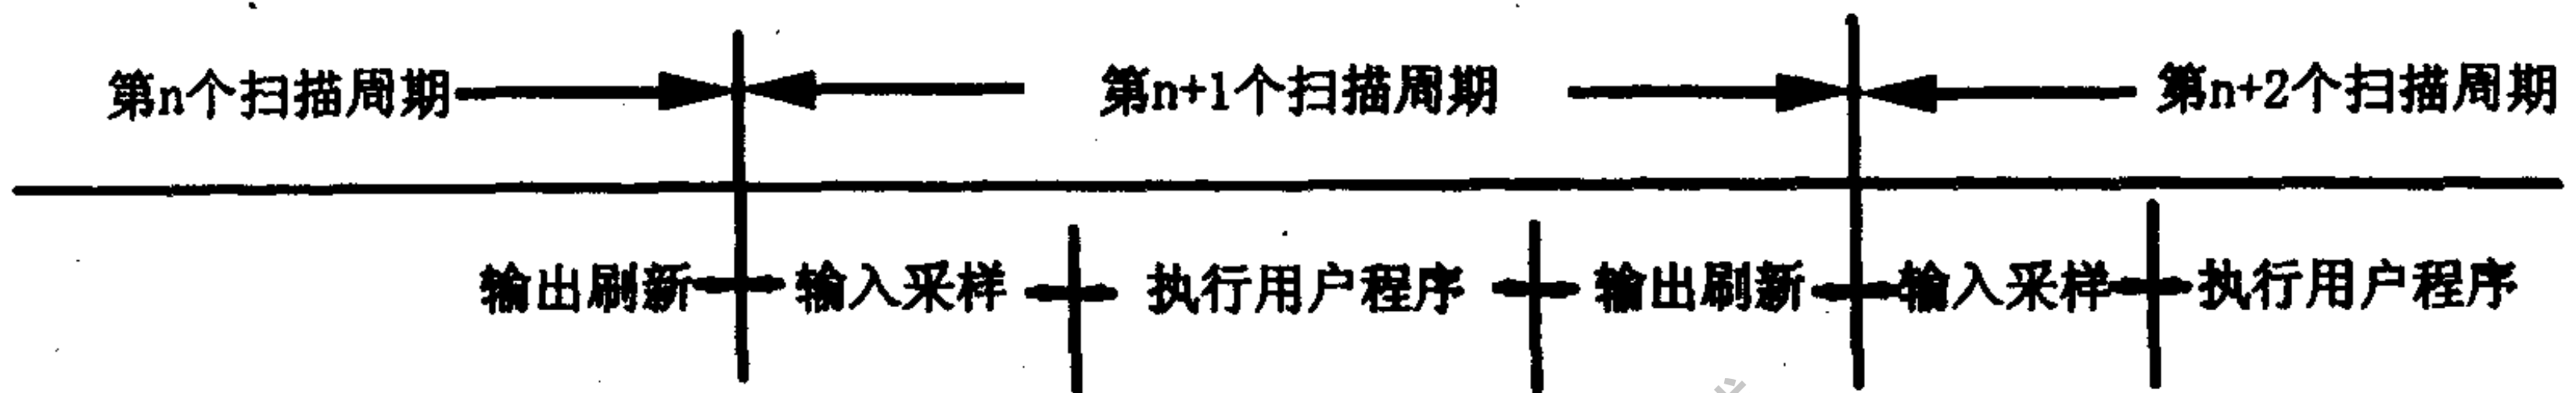 第n个扫描周期 第n+1个扫描周期 第n+2个扫描周期
输出刷新 输入采样 执行用户程序 输出刷新 输入采样 执行用户程序